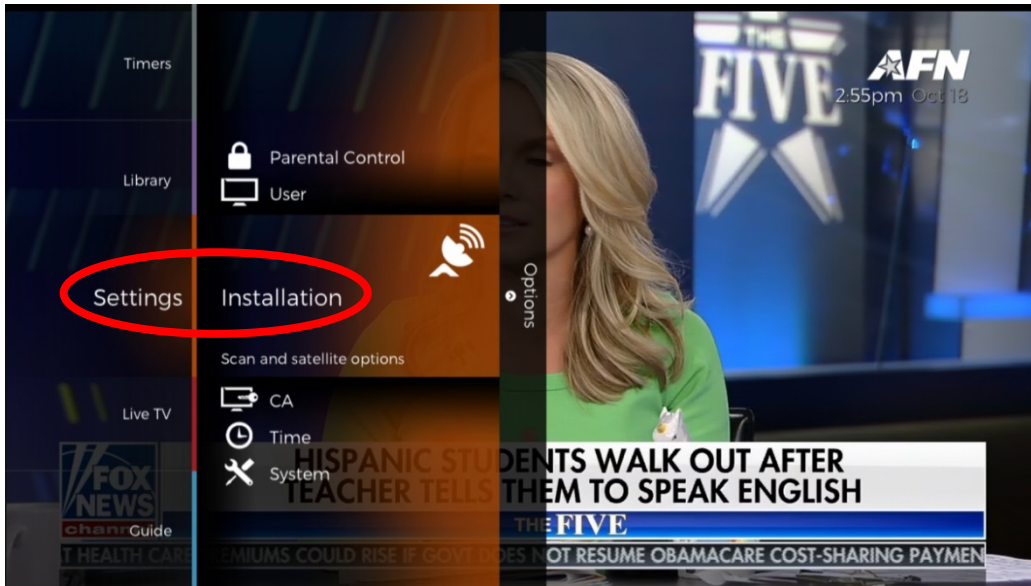 Timers
Library
Settings
Live TV
Guide
Parental Control
User
Installation
Scan and satellite options
CA
Time
System
Options
THE
FIVE
AFN
2:55pm Oct 18
FOX
NEWS
channel
HISPANIC STUDENTS WALK OUT AFTER
TEACHER TELLS THEM TO SPEAK ENGLISH
THE FIVE
T HEALTH CARE EMIUMS COULD RISE IF GOVT DOES NOT RESUME OBAMACARE COST-SHARING PAYMEN